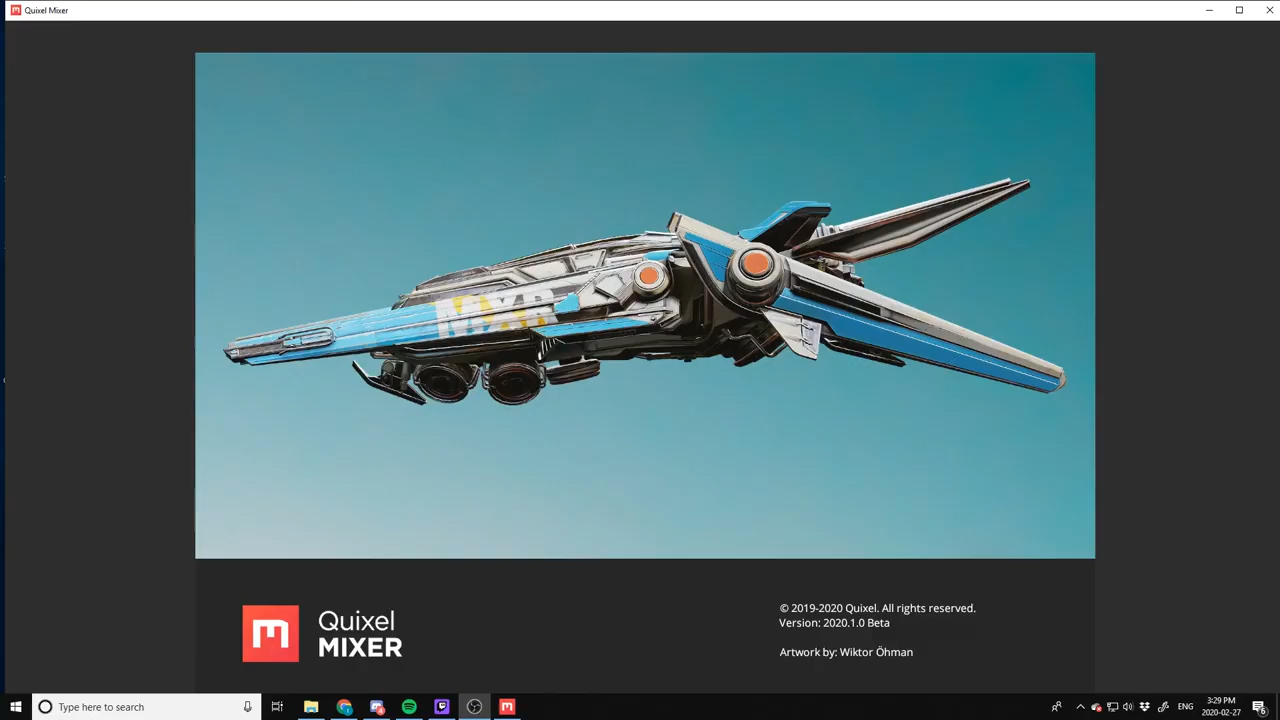 Quixel Mixer
MXR
Quixel
MIXER
© 2019-2020 Quixel. All rights reserved.
Version: 2020.1.0 Beta
Artwork by: Wiktor Öhman
Type here to search
ENG
3:29 PM
2020-02-27